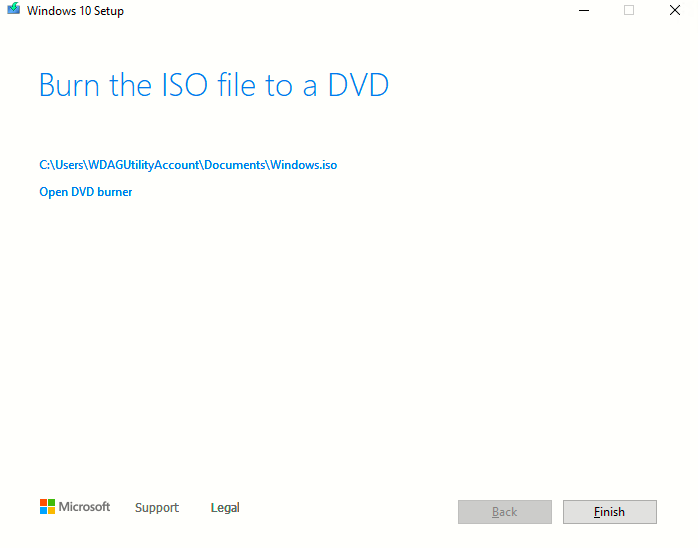 Windows 10 Setup
Burn the ISO file to a DVD
C:\Users\WDAGUtilityAccount\Documents\Windows.iso
Open DVD burner
Microsoft Support Legal Back Finish